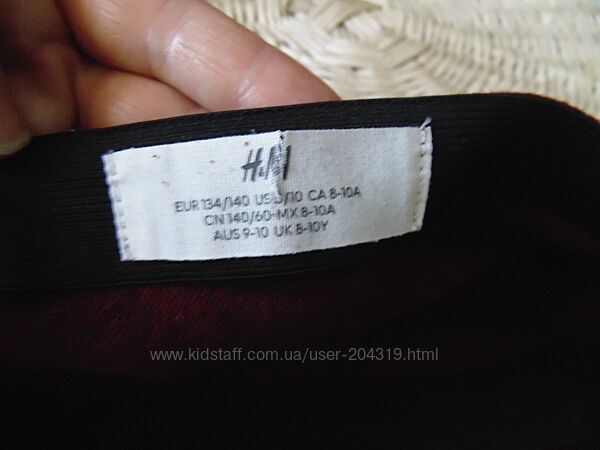 H&M
EUR 134/140 US 8/10 CA 8-10A
CN 140/60-MX 8-10A
AUS 9-10 UK 8-10Y
www.kidstaff.com.ua/user-204319.html